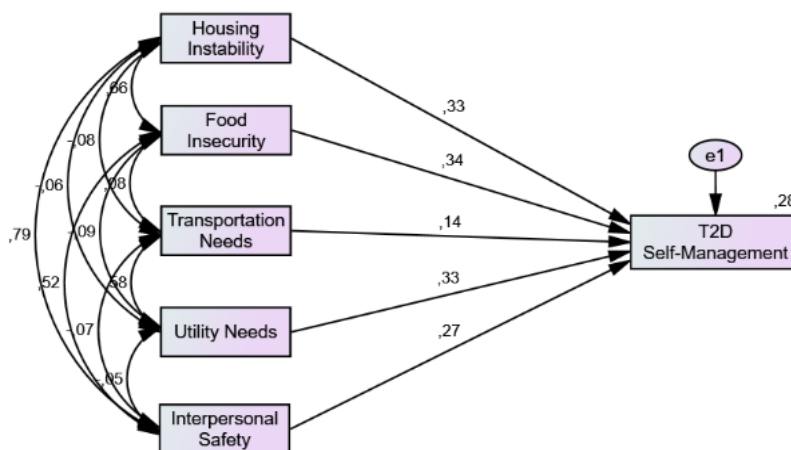 Housing
Instability
,66
,33
Food
Insecurity
-,08
,34
e1
-,06
,08
,28
,79
Transportation
Needs
,14
T2D
Self-Management
-,09
,52
,58
,33
Utility Needs
-,07
,27
-,05
Interpersonal
Safety